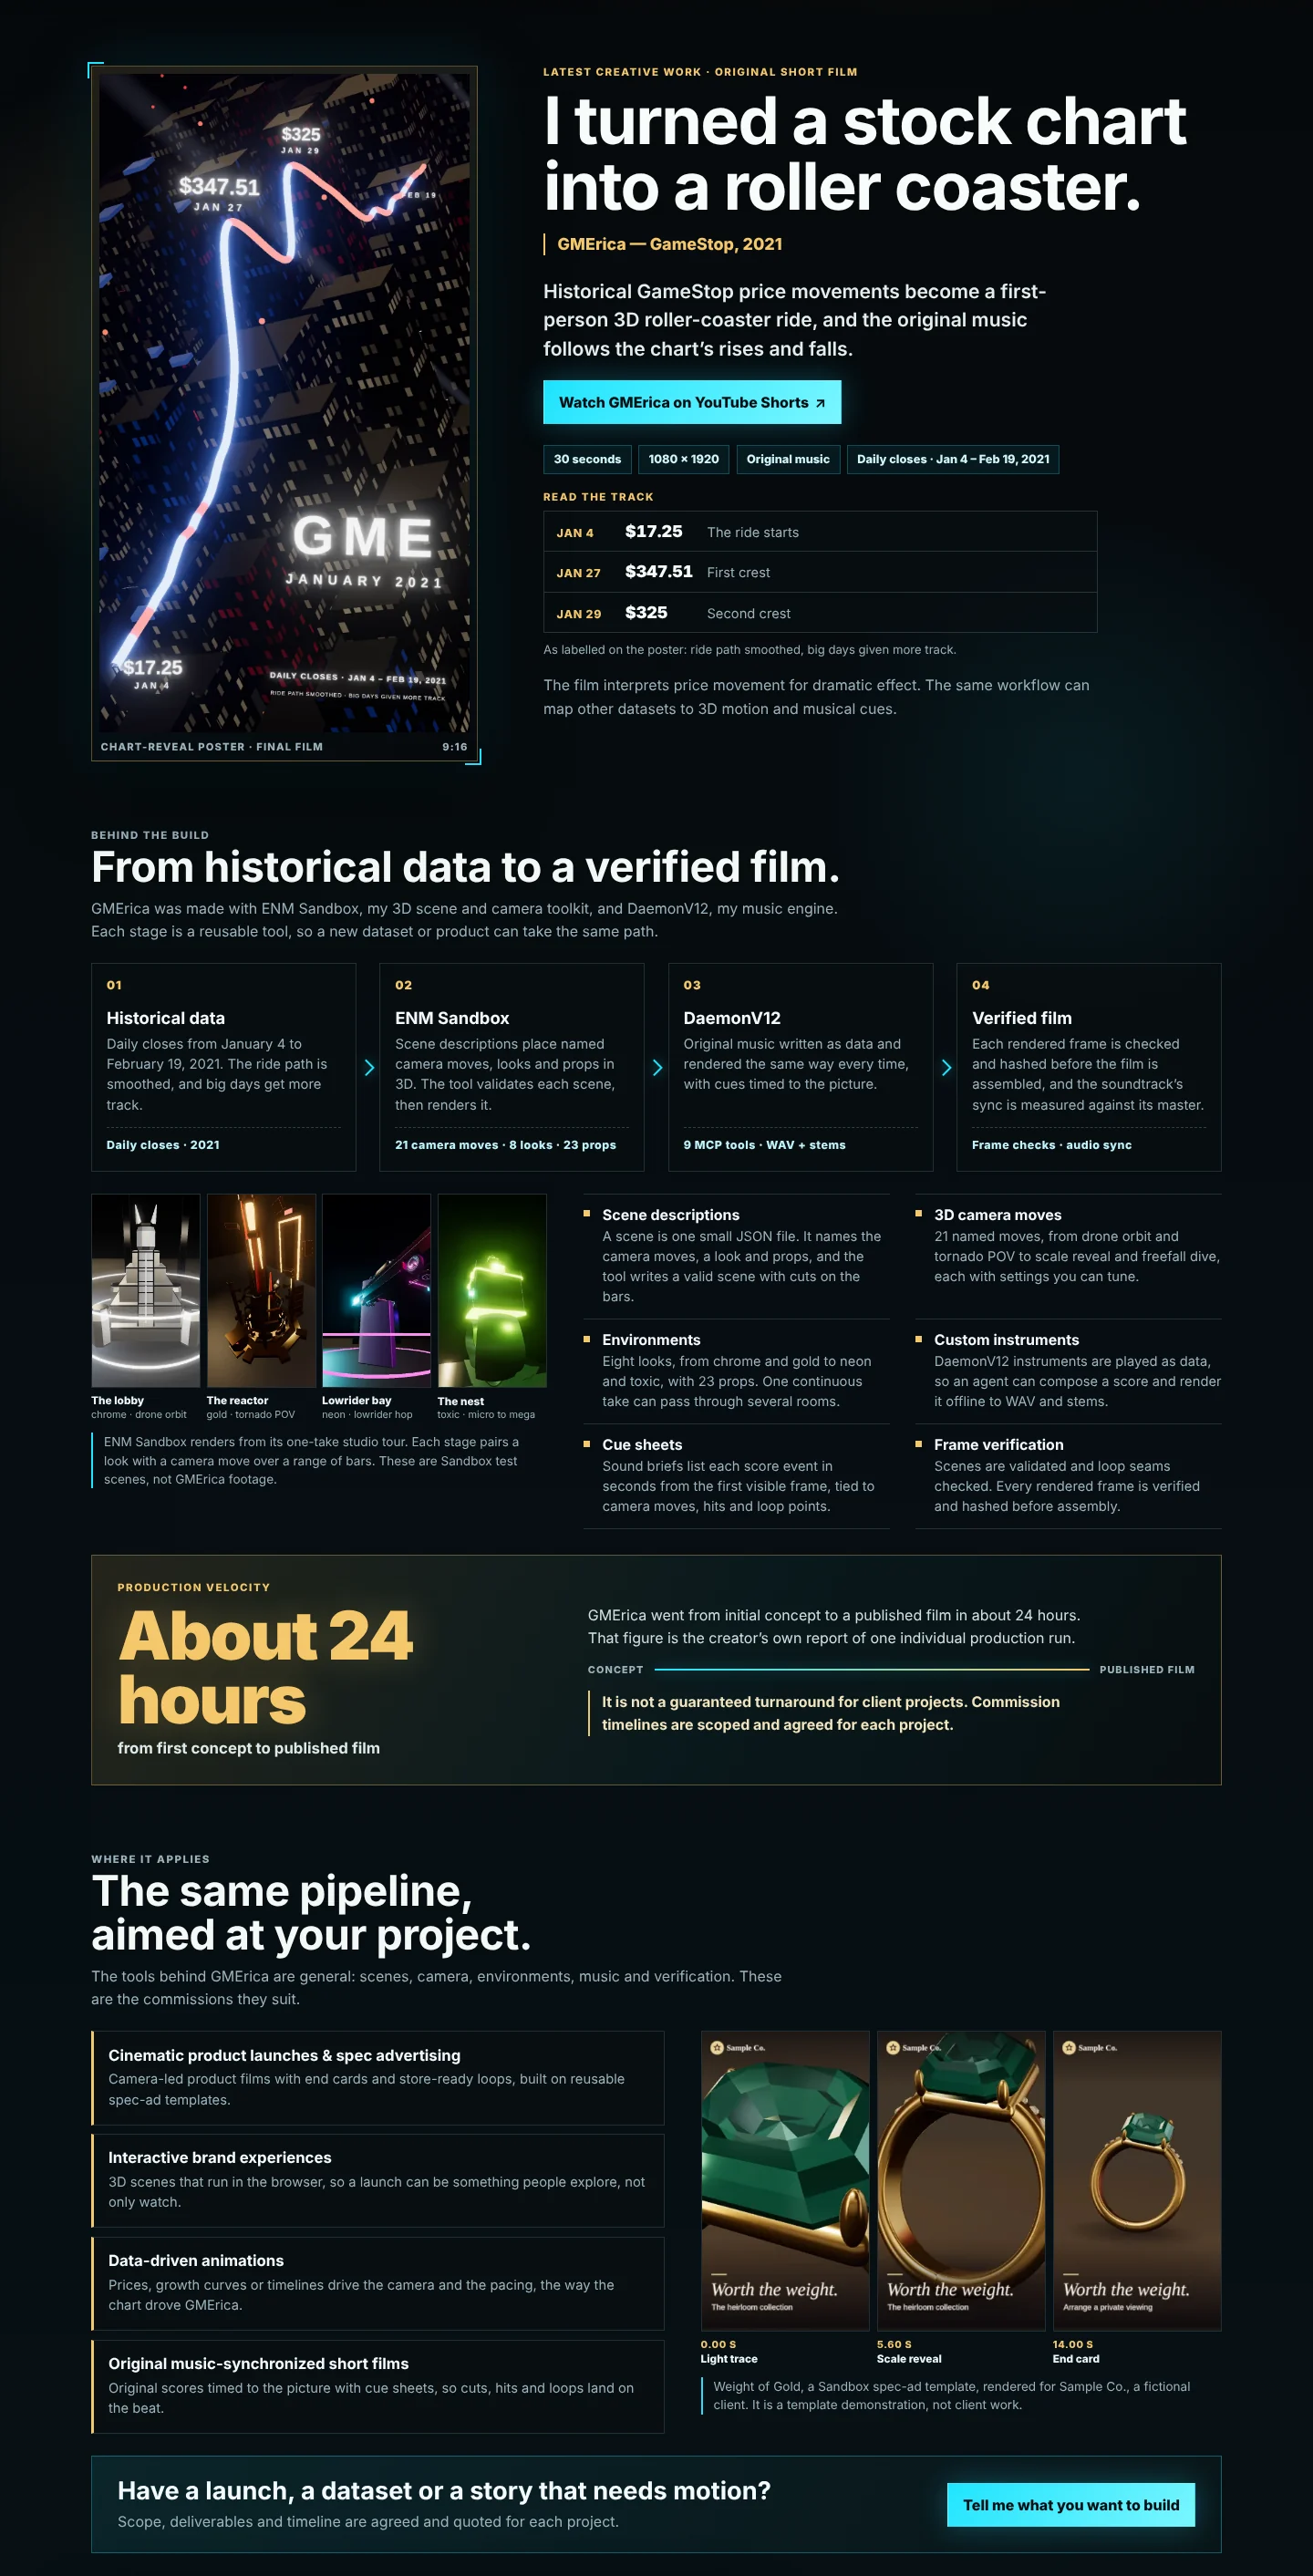 $325
JAN 29
$347.51
JAN 27
FEB 19
GME
JANUARY 2021
$17.25
JAN 4
DAILY CLOSES · JAN 4 – FEB 19, 2021
RIDE PATH SMOOTHED · BIG DAYS GIVEN MORE TRACK
CHART-REVEAL POSTER · FINAL FILM
9:16
LATEST CREATIVE WORK · ORIGINAL SHORT FILM
I turned a stock chart
into a roller coaster.
GMErica — GameStop, 2021
Historical GameStop price movements become a first-
person 3D roller-coaster ride, and the original music
follows the chart’s rises and falls.
Watch GMErica on YouTube Shorts ↗
30 seconds
1080 × 1920
Original music
Daily closes · Jan 4 – Feb 19, 2021
READ THE TRACK
JAN 4 $17.25 The ride starts
JAN 27 $347.51 First crest
JAN 29 $325 Second crest
As labelled on the poster: ride path smoothed, big days given more track.
The film interprets price movement for dramatic effect. The same workflow can
map other datasets to 3D motion and musical cues.
BEHIND THE BUILD
From historical data to a verified film.
GMErica was made with ENM Sandbox, my 3D scene and camera toolkit, and DaemonV12, my music engine.
Each stage is a reusable tool, so a new dataset or product can take the same path.
01
Historical data
Daily closes from January 4 to
February 19, 2021. The ride path is
smoothed, and big days get more
track.
Daily closes · 2021
02
ENM Sandbox
Scene descriptions place named
camera moves, looks and props in
3D. The tool validates each scene,
then renders it.
21 camera moves · 8 looks · 23 props
03
DaemonV12
Original music written as data and
rendered the same way every time,
with cues timed to the picture.
9 MCP tools · WAV + stems
04
Verified film
Each rendered frame is checked
and hashed before the film is
assembled, and the soundtrack’s
sync is measured against its master.
Frame checks · audio sync
The lobby
chrome · drone orbit
The reactor
gold · tornado POV
Lowrider bay
neon · lowrider hop
The nest
toxic · micro to mega
ENM Sandbox renders from its one-take studio tour. Each stage pairs a
look with a camera move over a range of bars. These are Sandbox test
scenes, not GMErica footage.
Scene descriptions
A scene is one small JSON file. It names the
camera moves, a look and props, and the
tool writes a valid scene with cuts on the
bars.
3D camera moves
21 named moves, from drone orbit and
tornado POV to scale reveal and freefall dive,
each with settings you can tune.
Environments
Eight looks, from chrome and gold to neon
and toxic, with 23 props. One continuous
take can pass through several rooms.
Custom instruments
DaemonV12 instruments are played as data,
so an agent can compose a score and render
it offline to WAV and stems.
Cue sheets
Sound briefs list each score event in
seconds from the first visible frame, tied to
camera moves, hits and loop points.
Frame verification
Scenes are validated and loop seams
checked. Every rendered frame is verified
and hashed before assembly.
PRODUCTION VELOCITY
About 24
hours
from first concept to published film
GMErica went from initial concept to a published film in about 24 hours.
That figure is the creator’s own report of one individual production run.
CONCEPT
PUBLISHED FILM
It is not a guaranteed turnaround for client projects. Commission
timelines are scoped and agreed for each project.
WHERE IT APPLIES
The same pipeline,
aimed at your project.
The tools behind GMErica are general: scenes, camera, environments, music and verification. These
are the commissions they suit.
Cinematic product launches & spec advertising
Camera-led product films with end cards and store-ready loops, built on reusable
spec-ad templates.
Interactive brand experiences
3D scenes that run in the browser, so a launch can be something people explore, not
only watch.
Data-driven animations
Prices, growth curves or timelines drive the camera and the pacing, the way the
chart drove GMErica.
Original music-synchronized short films
Original scores timed to the picture with cue sheets, so cuts, hits and loops land on
the beat.
Sample Co.
Worth the weight.
The heirloom collection
0.00 S
Light trace
Sample Co.
Worth the weight.
The heirloom collection
5.60 S
Scale reveal
Sample Co.
Worth the weight.
Arrange a private viewing
14.00 S
End card
Weight of Gold, a Sandbox spec-ad template, rendered for Sample Co., a fictional
client. It is a template demonstration, not client work.
Have a launch, a dataset or a story that needs motion?
Scope, deliverables and timeline are agreed and quoted for each project.
Tell me what you want to build